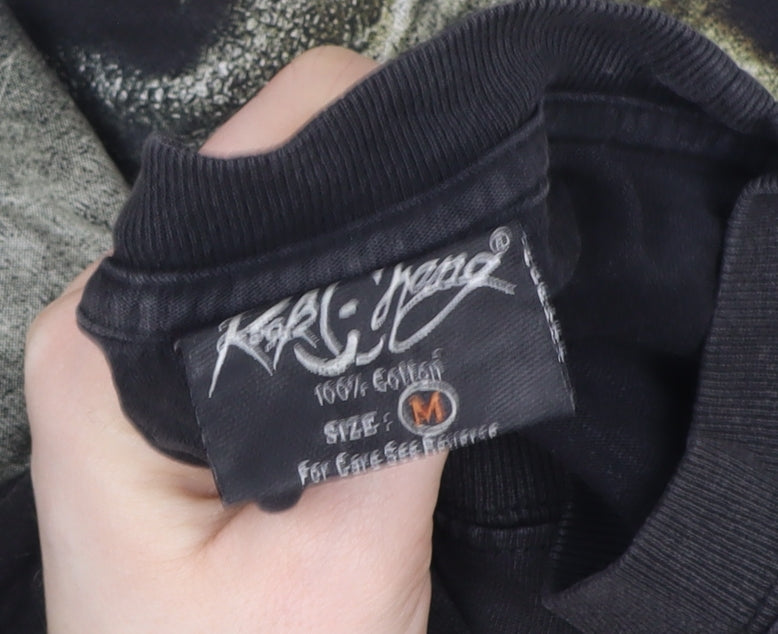 Rock Chang ®
100% Cotton
SIZE : M
For Care See Reverse